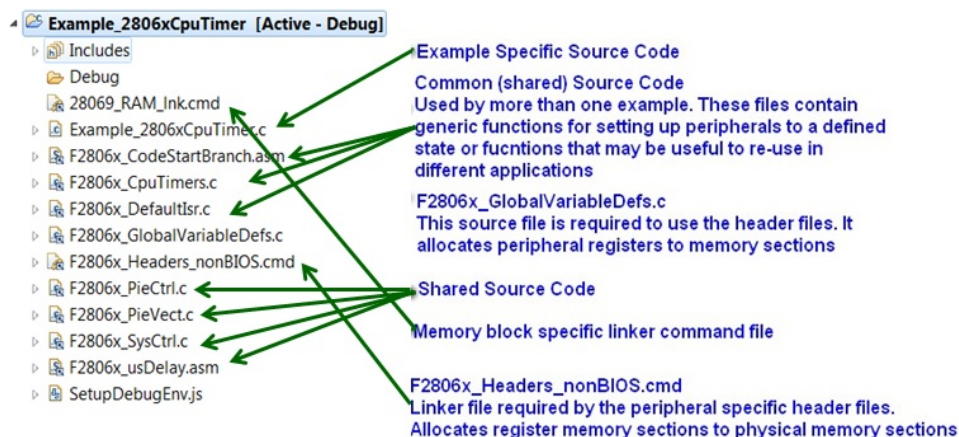 Example_2806xCpuTimer [Active - Debug]
Includes
Debug
28069_RAM_lnk.cmd
Example_2806xCpuTimer.c
F2806x_CodeStartBranch.asm
F2806x_CpuTimers.c
F2806x_DefaultIsr.c
F2806x_GlobalVariableDefs.c
F2806x_Headers_nonBIOS.cmd
F2806x_PieCtrl.c
F2806x_PieVect.c
F2806x_SysCtrl.c
F2806x_usDelay.asm
SetupDebugEnv.js
Example Specific Source Code
Common (shared) Source Code
Used by more than one example. These files contain
generic functions for setting up peripherals to a defined
state or fucntions that may be useful to re-use in
different applications
F2806x_GlobalVariableDefs.c
This source file is required to use the header files. It
allocates peripheral registers to memory sections
Shared Source Code
Memory block specific linker command file
F2806x_Headers_nonBIOS.cmd
Linker file required by the peripheral specific header files.
Allocates register memory sections to physical memory sections